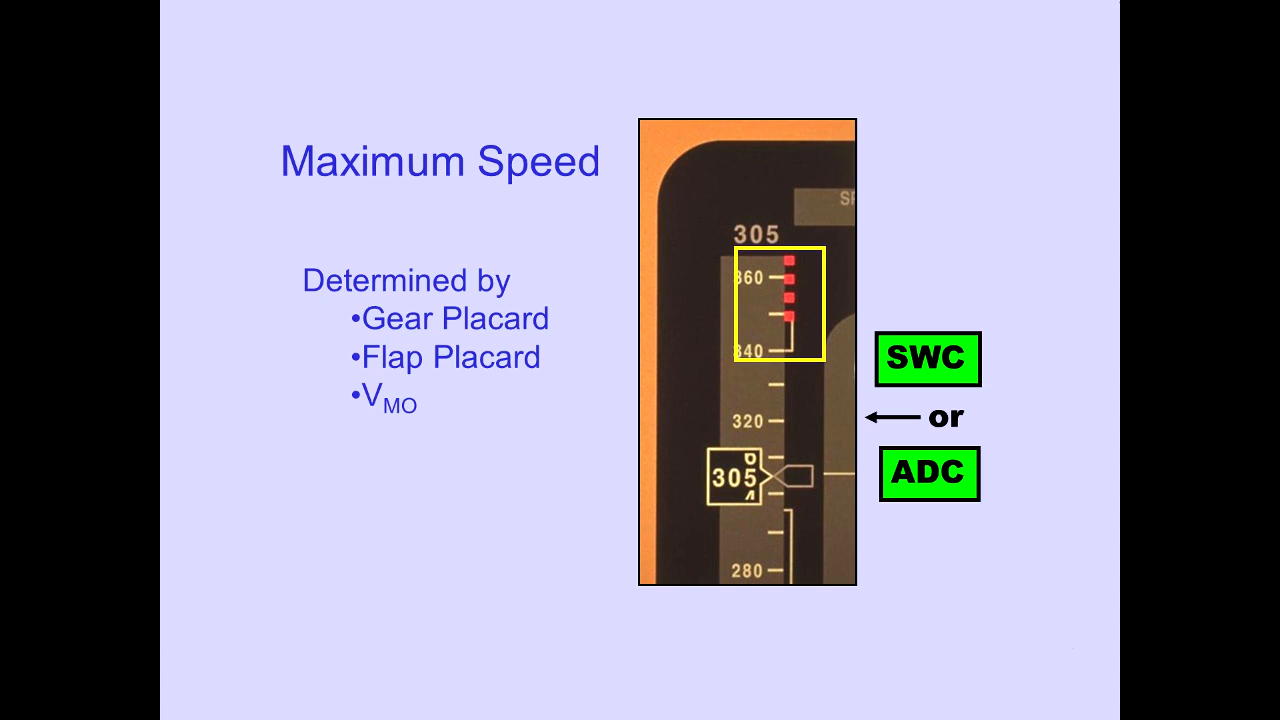 Maximum Speed
Determined by
•Gear Placard
•Flap Placard
•VMO
305
360
340
320
305
280
SWC
or
ADC